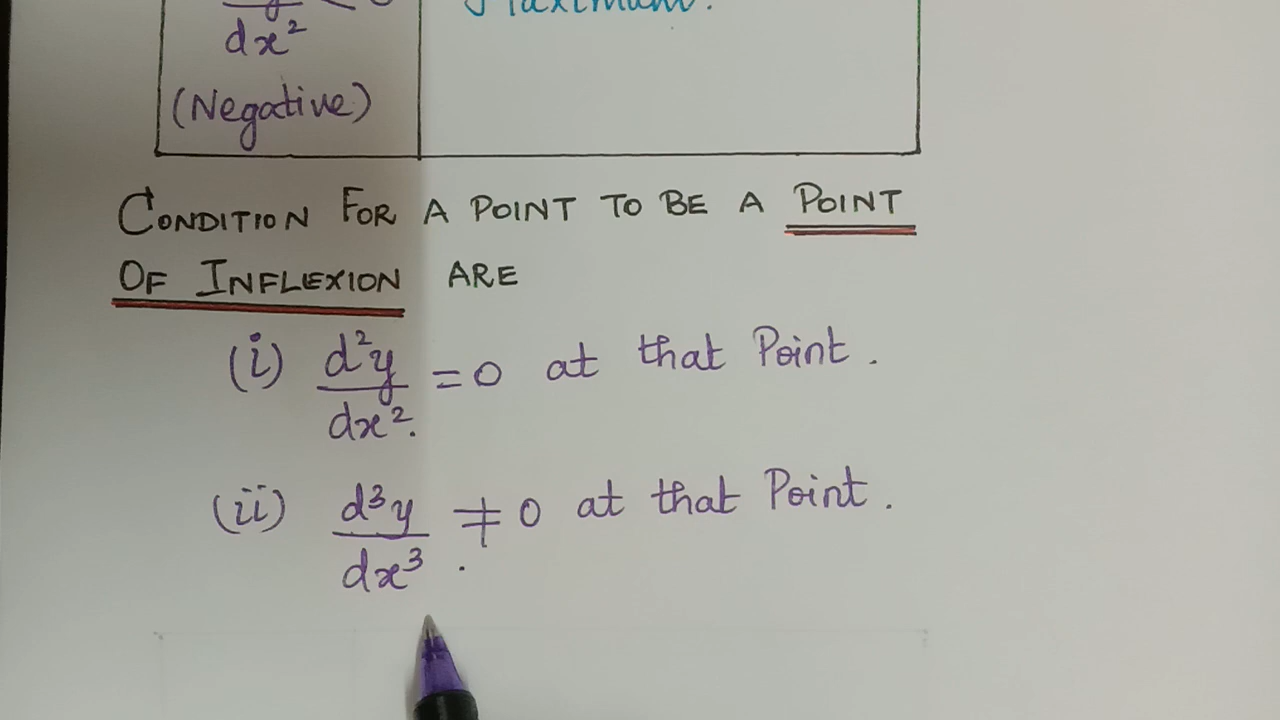 dx²
(Negative)
CONDITION FOR A POINT TO BE A POINT
OF INFLEXION ARE
(i) d²y/dx² = 0 at that Point.
(ii) d³y/dx³ ≠ 0 at that Point.